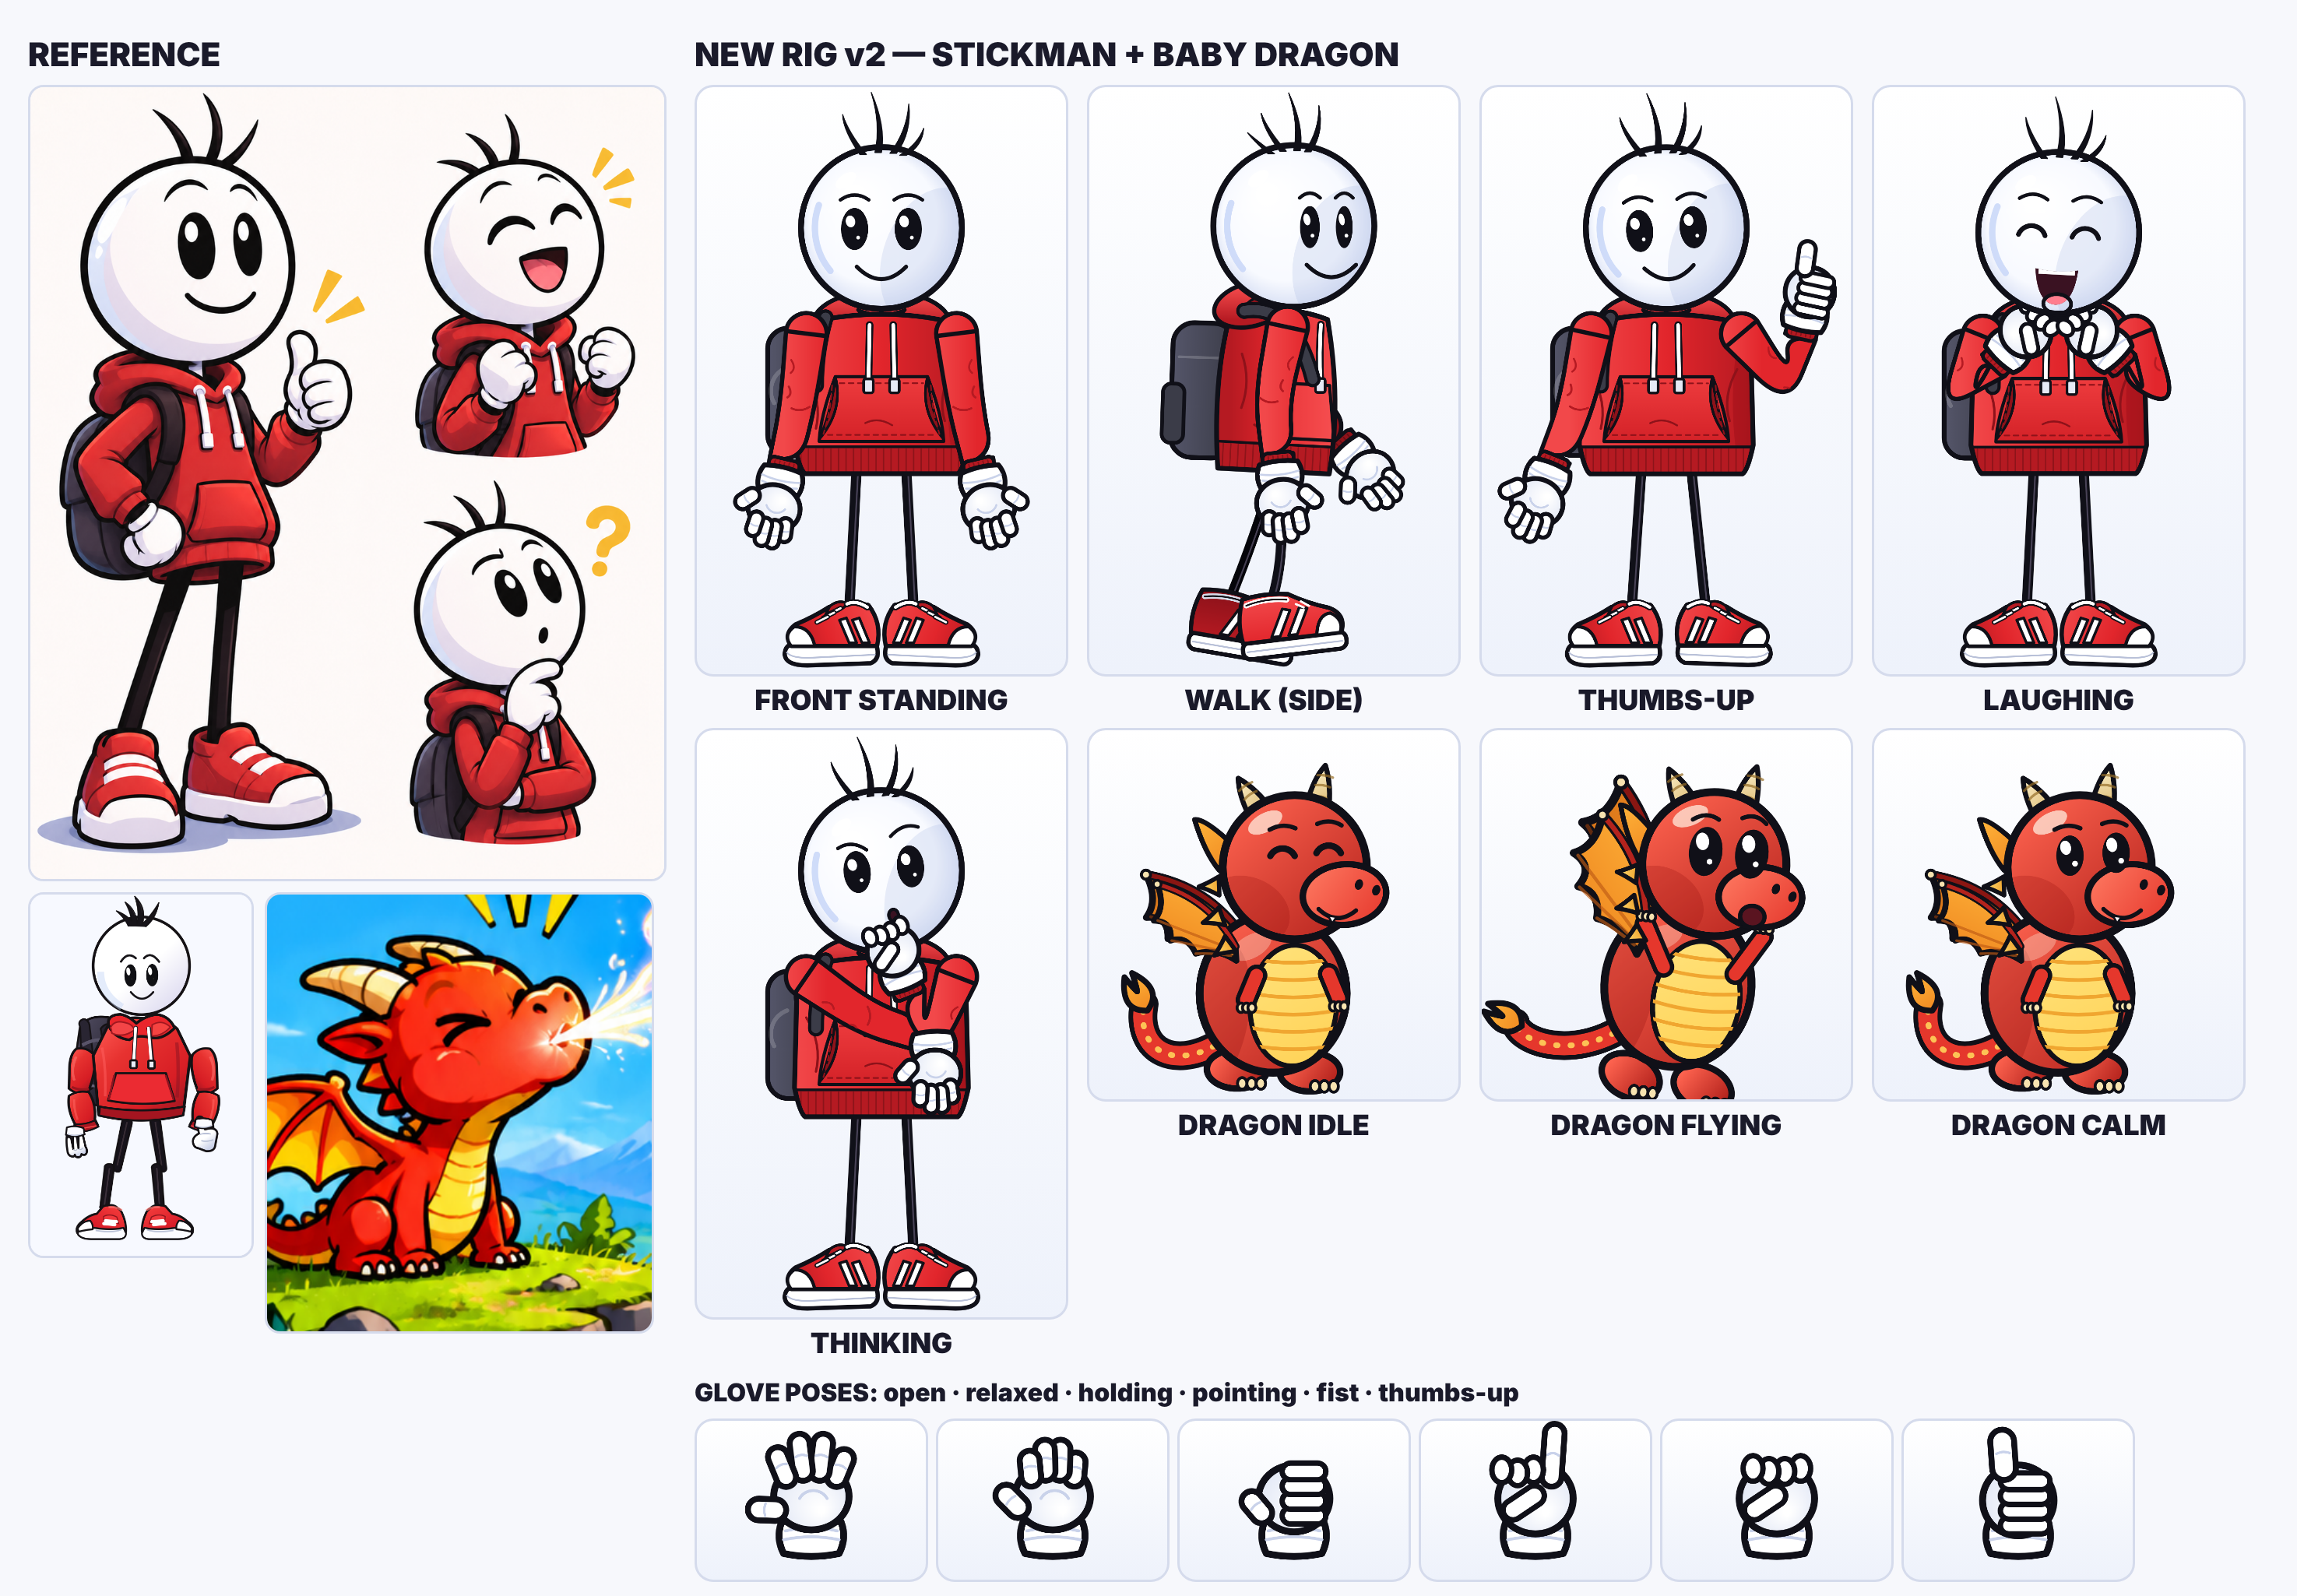 REFERENCE
NEW RIG v2 — STICKMAN + BABY DRAGON
?
FRONT STANDING
WALK (SIDE)
THUMBS-UP
LAUGHING
THINKING
DRAGON IDLE
DRAGON FLYING
DRAGON CALM
GLOVE POSES: open · relaxed · holding · pointing · fist · thumbs-up